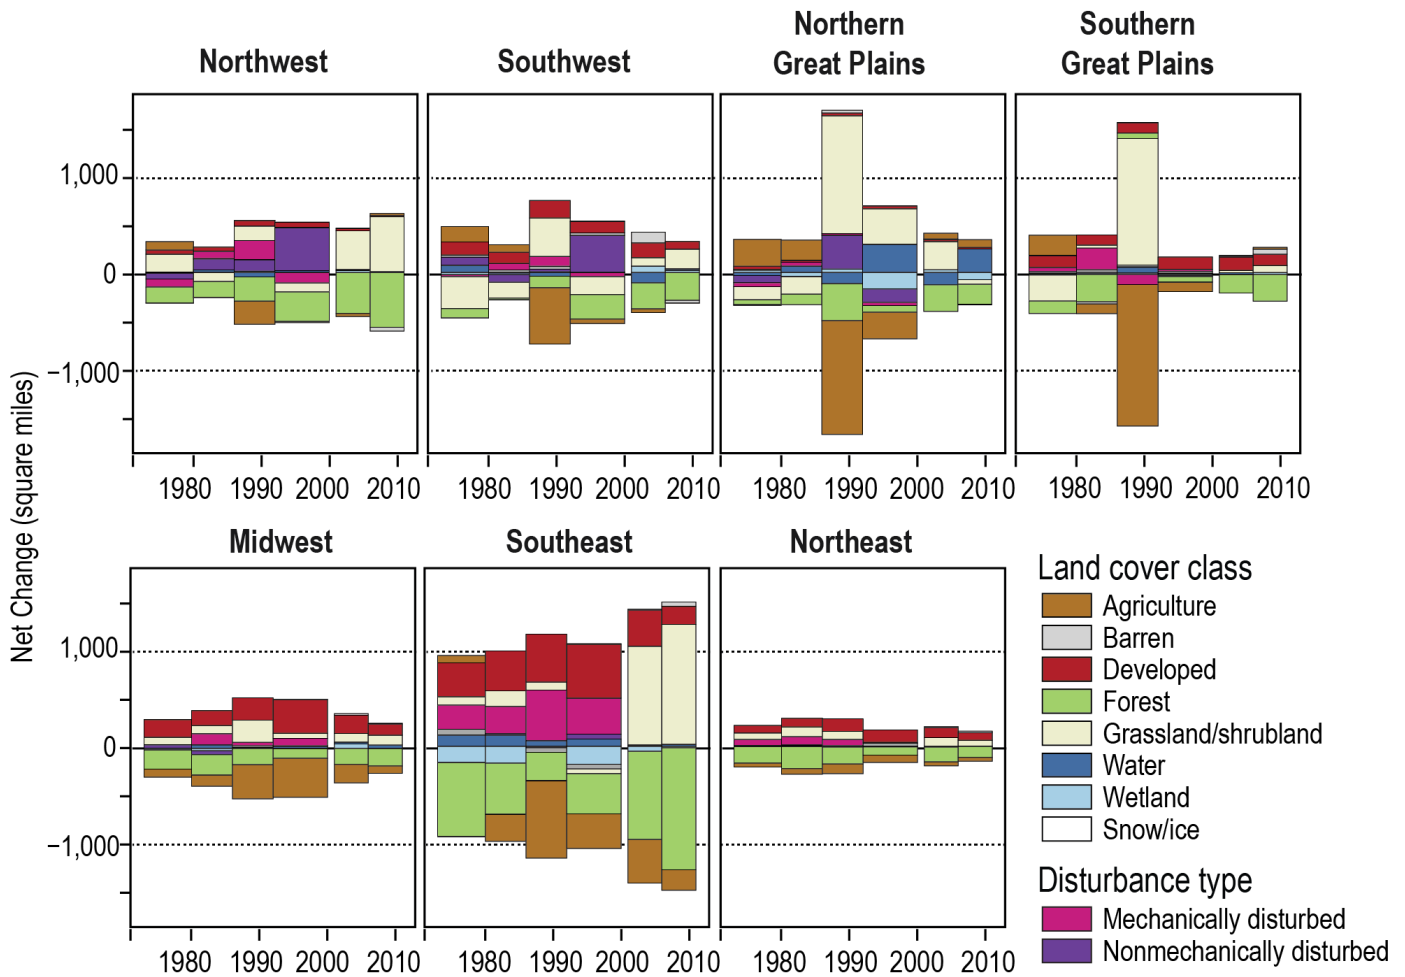 Northern
Southern
Northwest
Southwest
Great Plains
Great Plains
1,000
0
−1,000
1980 1990 2000 2010
1980 1990 2000 2010
1980 1990 2000 2010
1980 1990 2000 2010
Net Change (square miles)
Midwest
Southeast
Northeast
1,000
0
−1,000
1980 1990 2000 2010
1980 1990 2000 2010
1980 1990 2000 2010
Land cover class
Agriculture
Barren
Developed
Forest
Grassland/shrubland
Water
Wetland
Snow/ice
Disturbance type
Mechanically disturbed
Nonmechanically disturbed